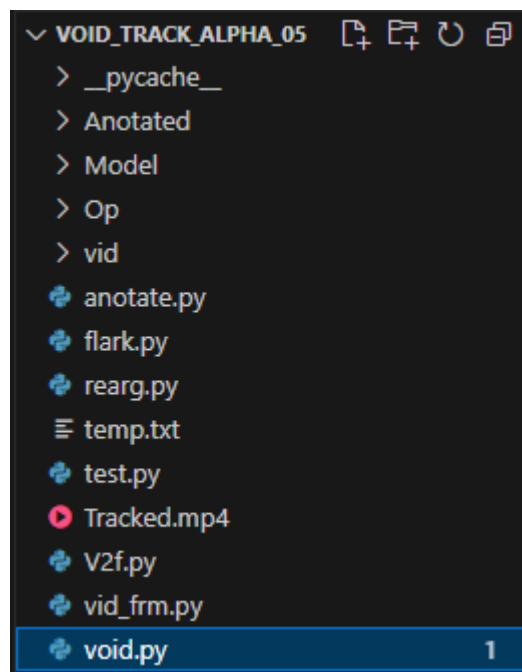 VOID_TRACK_ALPHA_05
__pycache__
Anotated
Model
Op
vid
anotate.py
flark.py
rearg.py
temp.txt
test.py
Tracked.mp4
V2f.py
vid_frm.py
void.py 1